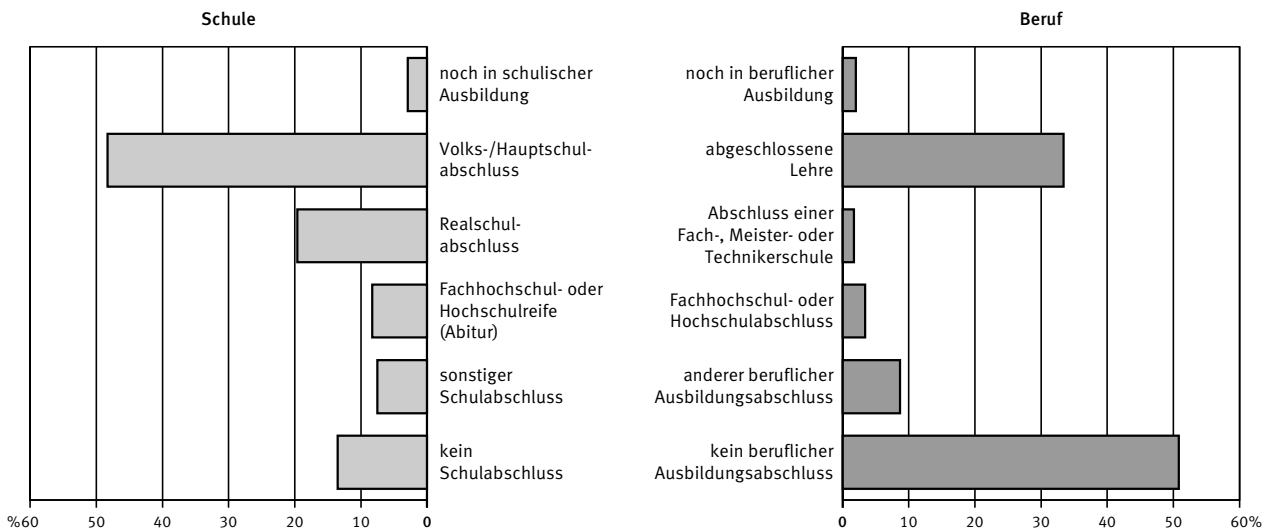 Schule
noch in schulischer
Ausbildung
Volks-/Hauptschul-
abschluss
Realschul-
abschluss
Fachhochschul- oder
Hochschulreife
(Abitur)
sonstiger
Schulabschluss
kein
Schulabschluss
%60 50 40 30 20 10 0
Beruf
noch in beruflicher
Ausbildung
abgeschlossene
Lehre
Abschluss einer
Fach-, Meister- oder
Technikerschule
Fachhochschul- oder
Hochschulabschluss
anderer beruflicher
Ausbildungsabschluss
kein beruflicher
Ausbildungsabschluss
0 10 20 30 40 50 60%